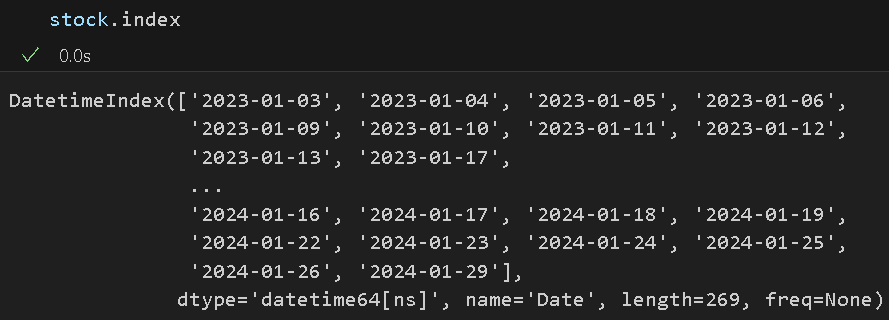 stock.index
0.0s
DatetimeIndex(['2023-01-03', '2023-01-04', '2023-01-05', '2023-01-06',
'2023-01-09', '2023-01-10', '2023-01-11', '2023-01-12',
'2023-01-13', '2023-01-17',
...
'2024-01-16', '2024-01-17', '2024-01-18', '2024-01-19',
'2024-01-22', '2024-01-23', '2024-01-24', '2024-01-25',
'2024-01-26', '2024-01-29'],
dtype='datetime64[ns]', name='Date', length=269, freq=None)